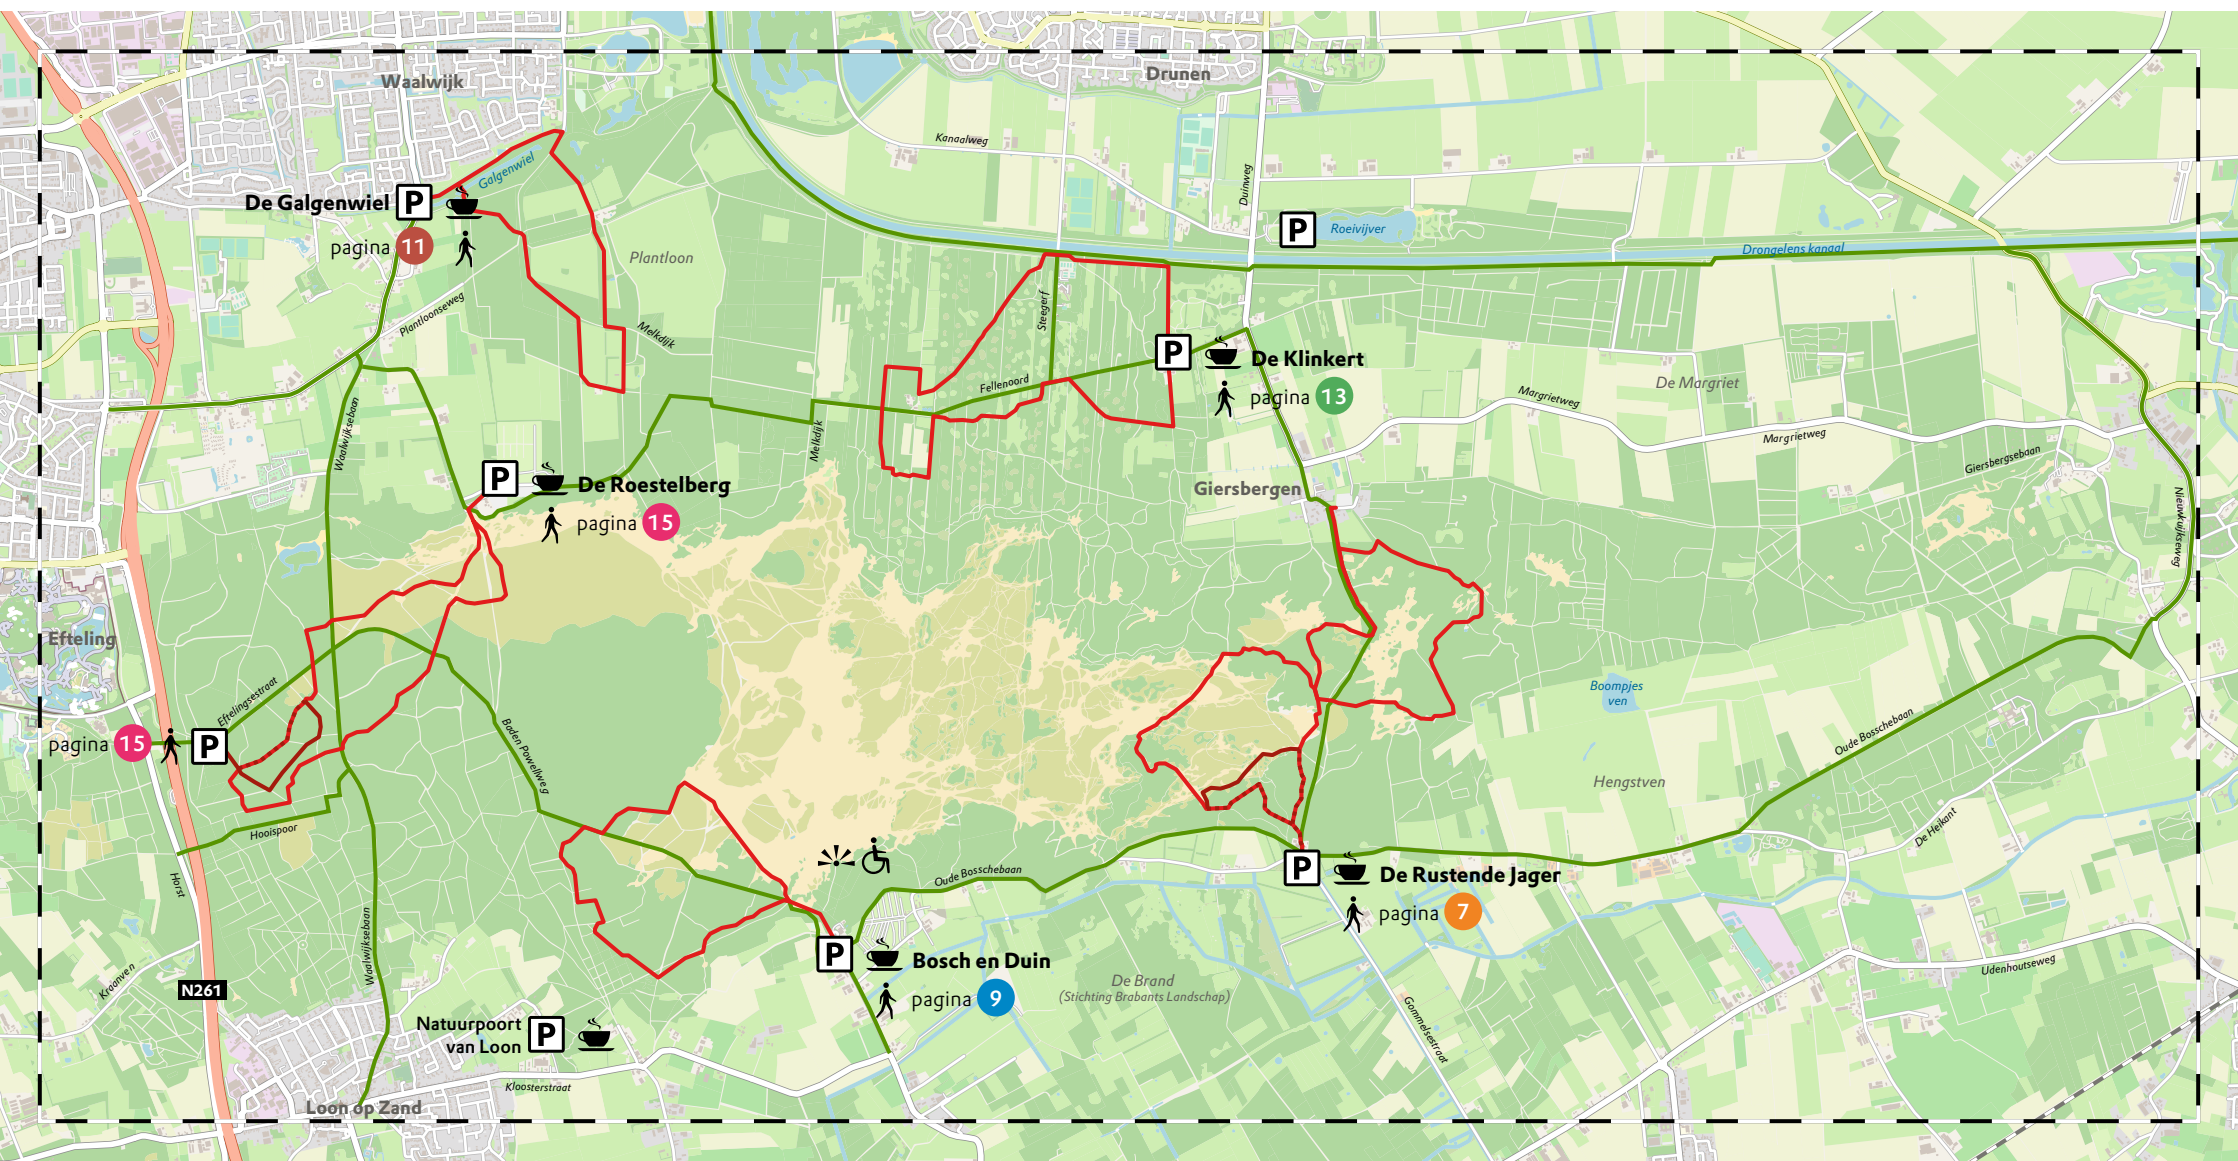 Waalwijk
Drunen
Kanaalweg
Galgenwiel
Duinweg
De Galgenwiel P
pagina 11
P
Roeivijver
Drongelens kanaal
Plantloon
Plantloonseweg
Melkdijk
Steegerf
P De Klinkert
pagina 13
Fellenoord
De Margriet
Margrietweg
Margrietweg
Waalwijksebaan
Melkdijk
Giersbergsebaan
P De Roestelberg
pagina 15
Giersbergen
Nieuwkuijkseweg
Efteling
Eftelingsestraat
Boompjes
ven
pagina 15 P
Baden Powellweg
Oude Bosschebaan
Hengstven
Hooispoor
De Heikant
Horst
Oude Bosschebaan
P De Rustende Jager
pagina 7
Waalwijksebaan
P Bosch en Duin
pagina 9
De Brand
(Stichting Brabants Landschap)
Udenhoutseweg
Kraanven
N261
Gommelsestraat
Natuurpoort
van Loon P
Kloosterstraat
Loon op Zand